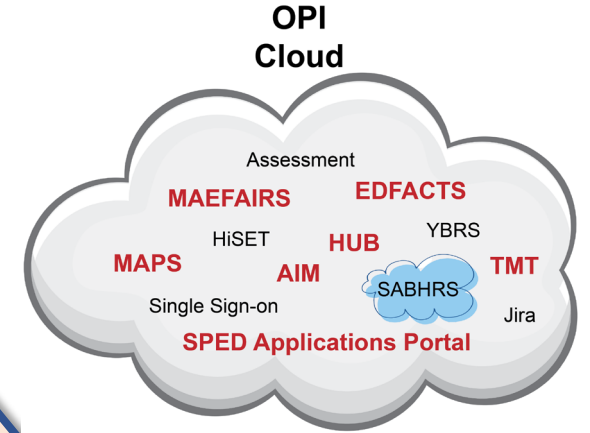 OPI
Cloud
Assessment
MAEFAIRS
EDFACTS
HiSET
HUB
YBRS
MAPS
AIM
SABHRS
TMT
Single Sign-on
Jira
SPED Applications Portal